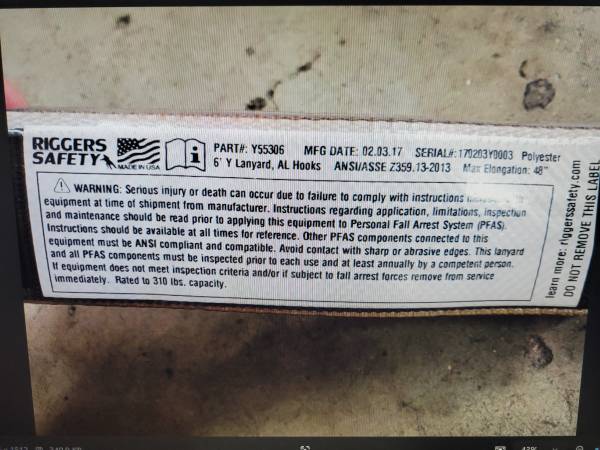 RIGGERS
SAFETY
MADE IN USA
PART#: Y55306 MFG DATE: 02.03.17 SERIAL#: 170203Y0003 Polyester
6' Y Lanyard, AL Hooks ANSI/ASSE Z359.13-2013 Max Elongation: 48"
WARNING: Serious injury or death can occur due to failure to comply with instructions
equipment at time of shipment from manufacturer. Instructions regarding application, limitations, inspection
and maintenance should be read prior to applying this equipment to Personal Fall Arrest System (PFAS).
Instructions should be available at all times for reference. Other PFAS components connected to this
equipment must be ANSI compliant and compatible. Avoid contact with sharp or abrasive edges. This lanyard
and all PFAS components must be inspected prior to each use and at least annually by a competent person.
If equipment does not meet inspection criteria and/or if subject to fall arrest forces remove from service
immediately. Rated to 310 lbs. capacity.
learn more: riggerssafety.com
DO NOT REMOVE THIS LABEL